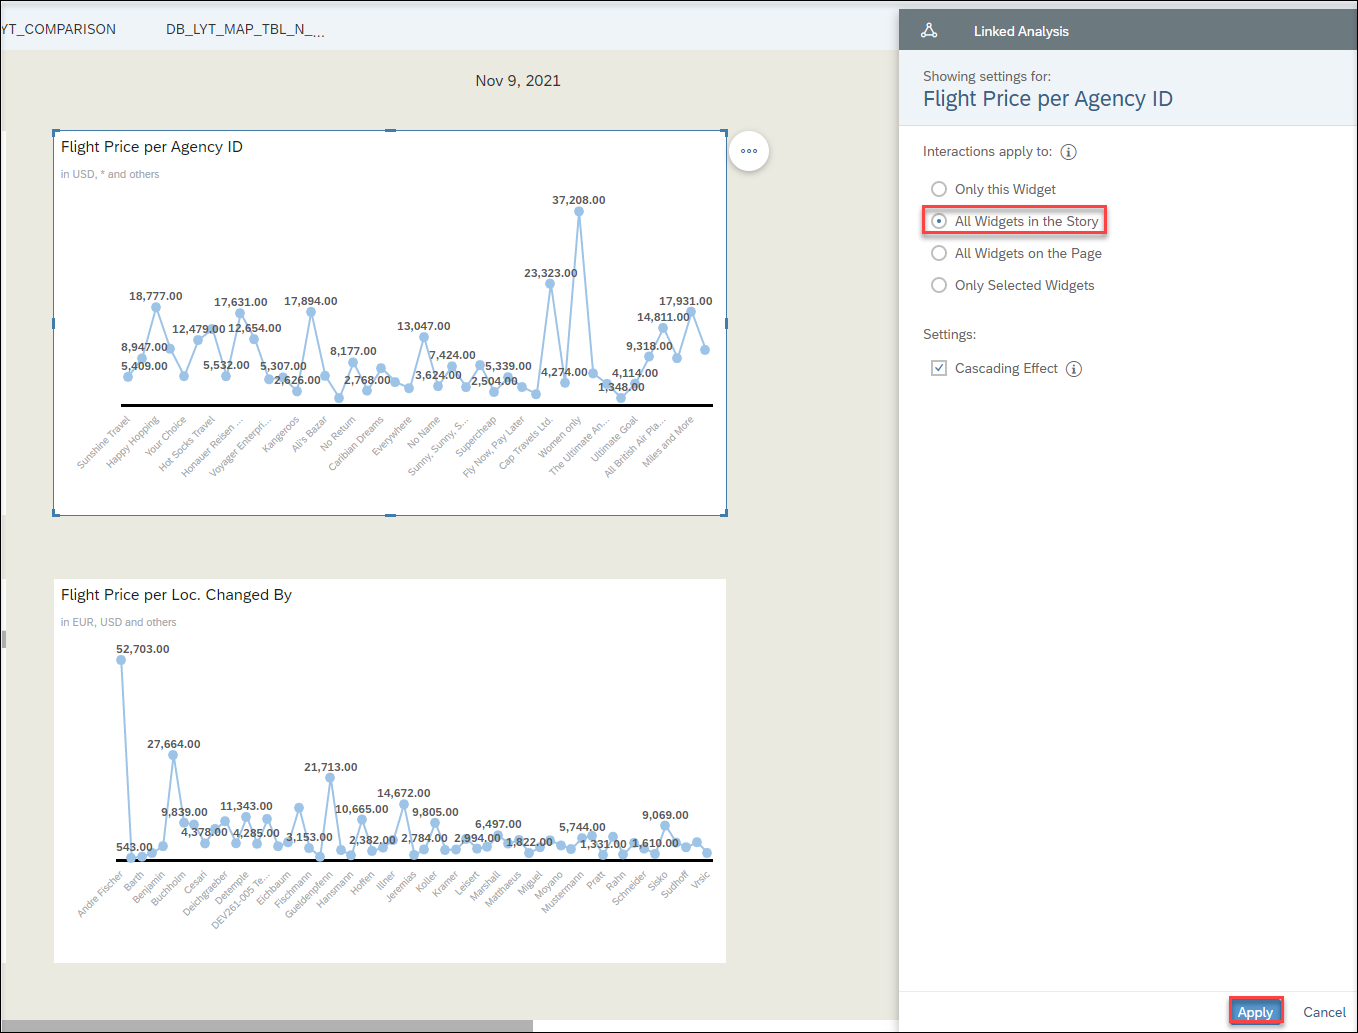 YT_COMPARISON
DB_LYT_MAP_TBL_N_...
Nov 9, 2021
Flight Price per Agency ID
in USD, * and others
37,208.00
23,323.00
18,777.00
17,631.00
17,894.00
17,931.00
14,811.00
12,479.00
12,654.00
13,047.00
8,947.00
8,177.00
7,424.00
9,318.00
5,409.00
5,532.00
5,307.00
5,339.00
2,626.00
2,768.00
3,624.00
2,504.00
4,274.00
4,114.00
1,348.00
Sunshine Travel
Happy Hopping
Your Choice
Hot Socks Travel
Honauer Reisen ...
Voyager Enterpri...
Kangeroos
Ali's Bazar
No Return
Caribian Dreams
Everywhere
No Name
Sunny, Sunny, S...
Supercheap
Fly Now, Pay Later
Cap Travels Ltd.
Women only
The Ultimate An...
Ultimate Goal
All British Air Pla...
Miles and More
Flight Price per Loc. Changed By
in EUR, USD and others
52,703.00
27,664.00
21,713.00
14,672.00
9,839.00
11,343.00
10,665.00
9,805.00
9,069.00
6,497.00
5,744.00
4,378.00
4,285.00
3,153.00
2,382.00
2,784.00
2,994.00
1,822.00
1,331.00
1,610.00
543.00
Andre Fischer
Barth
Benjamin
Buchholm
Cesari
Deichgraeber
Detemple
DEV261-005 Te...
Eichbaum
Fischmann
Gueldenpfenn
Hansmann
Hoffen
Illner
Jeremias
Koller
Kramer
Leisert
Marshall
Matthaeus
Miguel
Moyano
Mustermann
Pratt
Rahn
Schneider
Sisko
Sudhoff
Vrsic
Linked Analysis
Showing settings for:
Flight Price per Agency ID
Interactions apply to:
Only this Widget
All Widgets in the Story
All Widgets on the Page
Only Selected Widgets
Settings:
Cascading Effect
Apply
Cancel